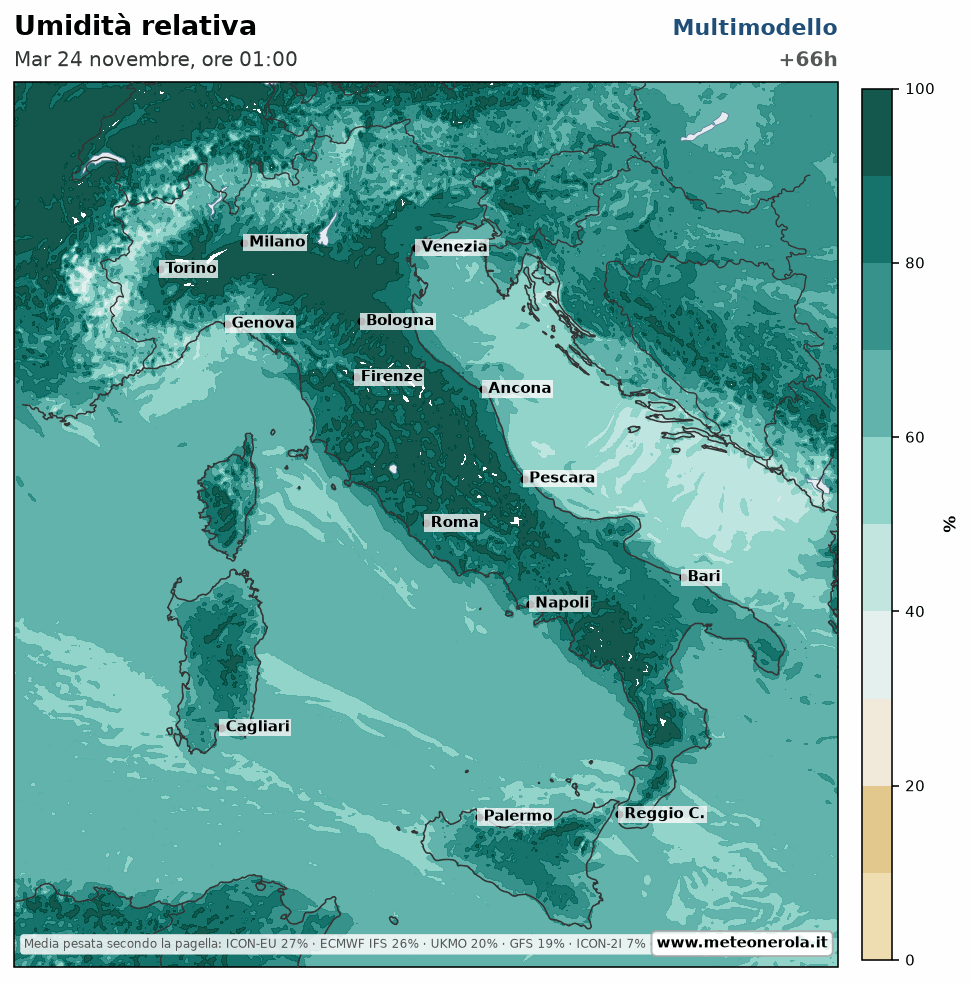 Umidità relativa
Multimodello
Mar 24 novembre, ore 01:00
+66h
100
80
60
40
20
0
%
Milano
Venezia
Torino
Genova
Bologna
Firenze
Ancona
Pescara
Roma
Bari
Napoli
Cagliari
Palermo
Reggio C.
Media pesata secondo la pagella: ICON-EU 27% · ECMWF IFS 26% · UKMO 20% · GFS 19% · ICON-2I 7%
www.meteonerola.it